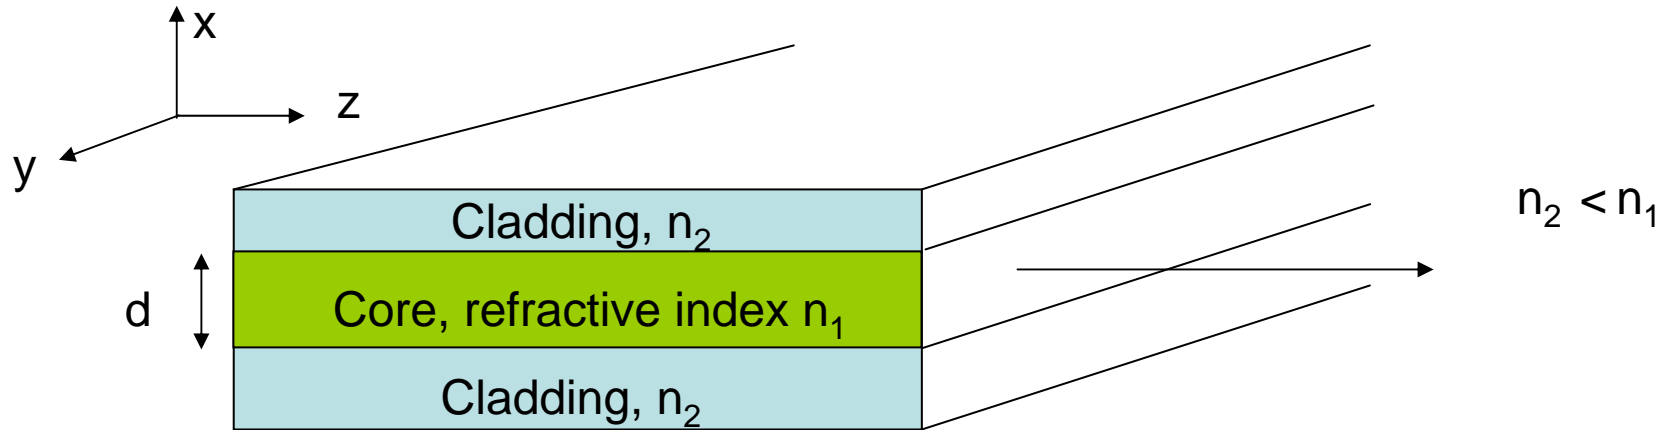 x
z
y
n₂ < n₁
Cladding, n₂
d
Core, refractive index n₁
Cladding, n₂